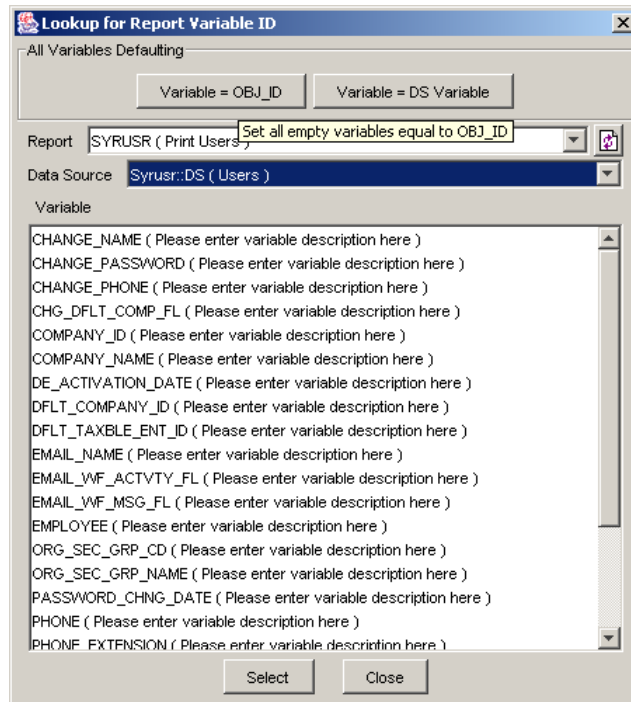 Lookup for Report Variable ID
All Variables Defaulting
Variable = OBJ_ID Variable = DS Variable
Set all empty variables equal to OBJ_ID
Report SYRUSR ( Print Users )
Data Source Syrusr::DS ( Users )
Variable
CHANGE_NAME ( Please enter variable description here )
CHANGE_PASSWORD ( Please enter variable description here )
CHANGE_PHONE ( Please enter variable description here )
CHG_DFLT_COMP_FL ( Please enter variable description here )
COMPANY_ID ( Please enter variable description here )
COMPANY_NAME ( Please enter variable description here )
DE_ACTIVATION_DATE ( Please enter variable description here )
DFLT_COMPANY_ID ( Please enter variable description here )
DFLT_TAXBLE_ENT_ID ( Please enter variable description here )
EMAIL_NAME ( Please enter variable description here )
EMAIL_WF_ACTVTY_FL ( Please enter variable description here )
EMAIL_WF_MSG_FL ( Please enter variable description here )
EMPLOYEE ( Please enter variable description here )
ORG_SEC_GRP_CD ( Please enter variable description here )
ORG_SEC_GRP_NAME ( Please enter variable description here )
PASSWORD_CHNG_DATE ( Please enter variable description here )
PHONE ( Please enter variable description here )
PHONE_EXTENSION ( Please enter variable description here )
Select Close